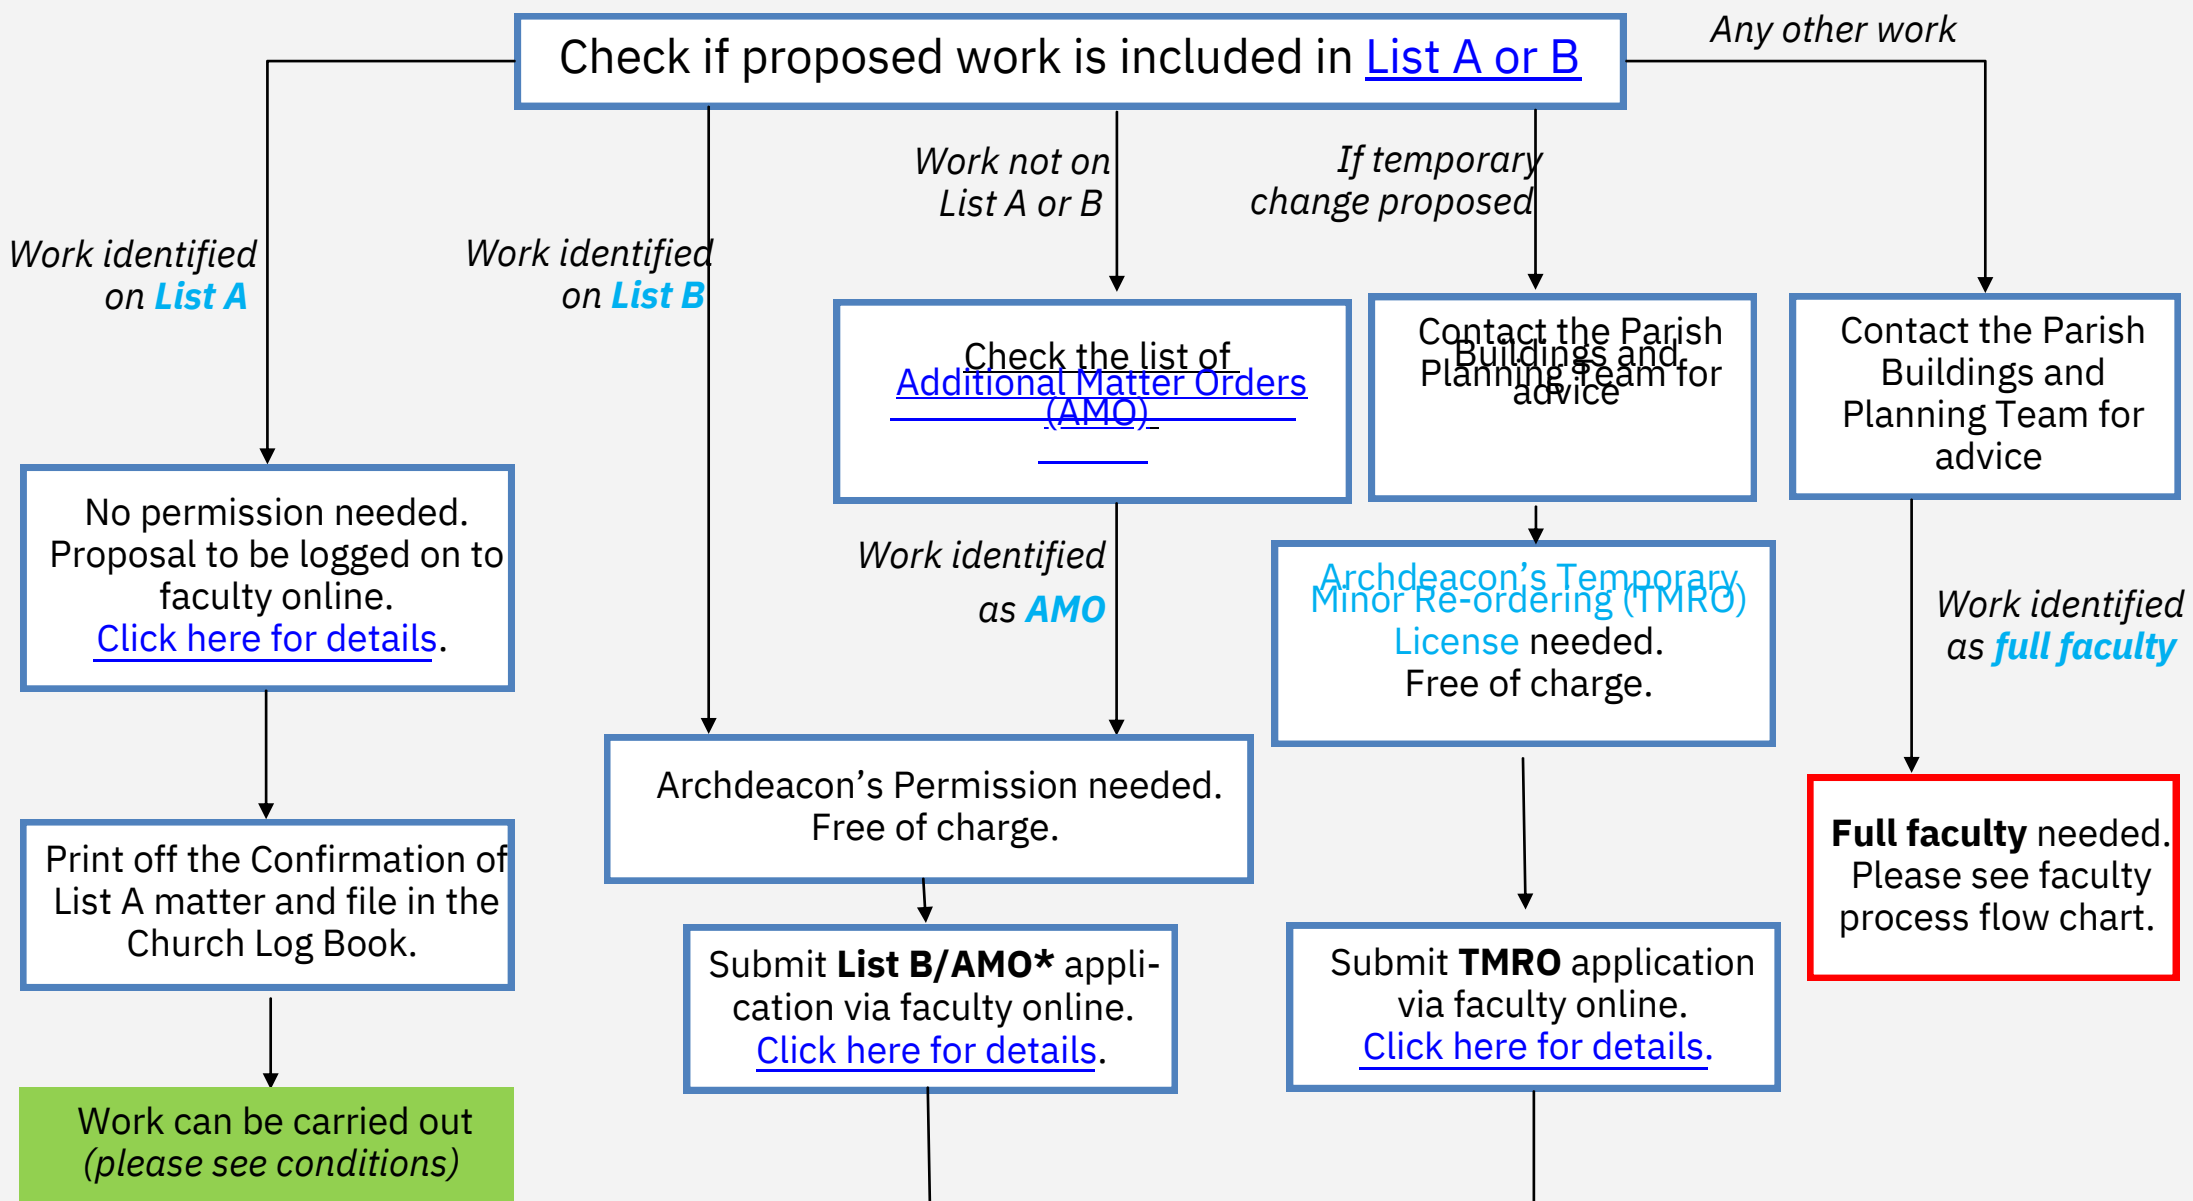 Check if proposed work is included in List A or B
Any other work
Work identified
on List A
Work identified
on List B
Work not on
List A or B
If temporary
change proposed
No permission needed.
Proposal to be logged on to
faculty online.
Click here for details.
Print off the Confirmation of
List A matter and file in the
Church Log Book.
Work can be carried out
(please see conditions)
Check the list of
Additional Matter Orders
(AMO)
Work identified
as AMO
Archdeacon’s Permission needed.
Free of charge.
Submit List B/AMO* appli-
cation via faculty online.
Click here for details.
Contact the Parish
Buildings and
Planning Team for
advice
Archdeacon’s Temporary
Minor Re-ordering (TMRO)
License needed.
Free of charge.
Submit TMRO application
via faculty online.
Click here for details.
Contact the Parish
Buildings and
Planning Team for
advice
Work identified
as full faculty
Full faculty needed.
Please see faculty
process flow chart.